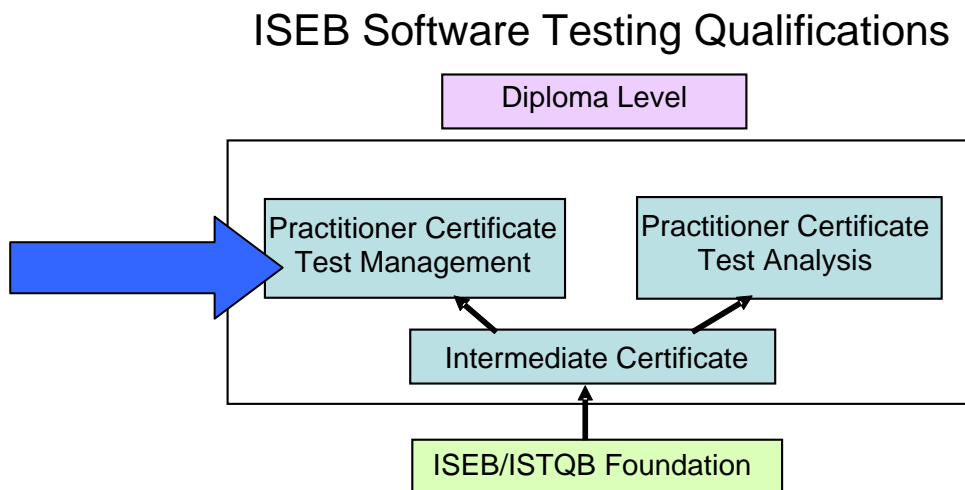 ISEB Software Testing Qualifications
Diploma Level
Practitioner Certificate
Test Management
Practitioner Certificate
Test Analysis
Intermediate Certificate
ISEB/ISTQB Foundation